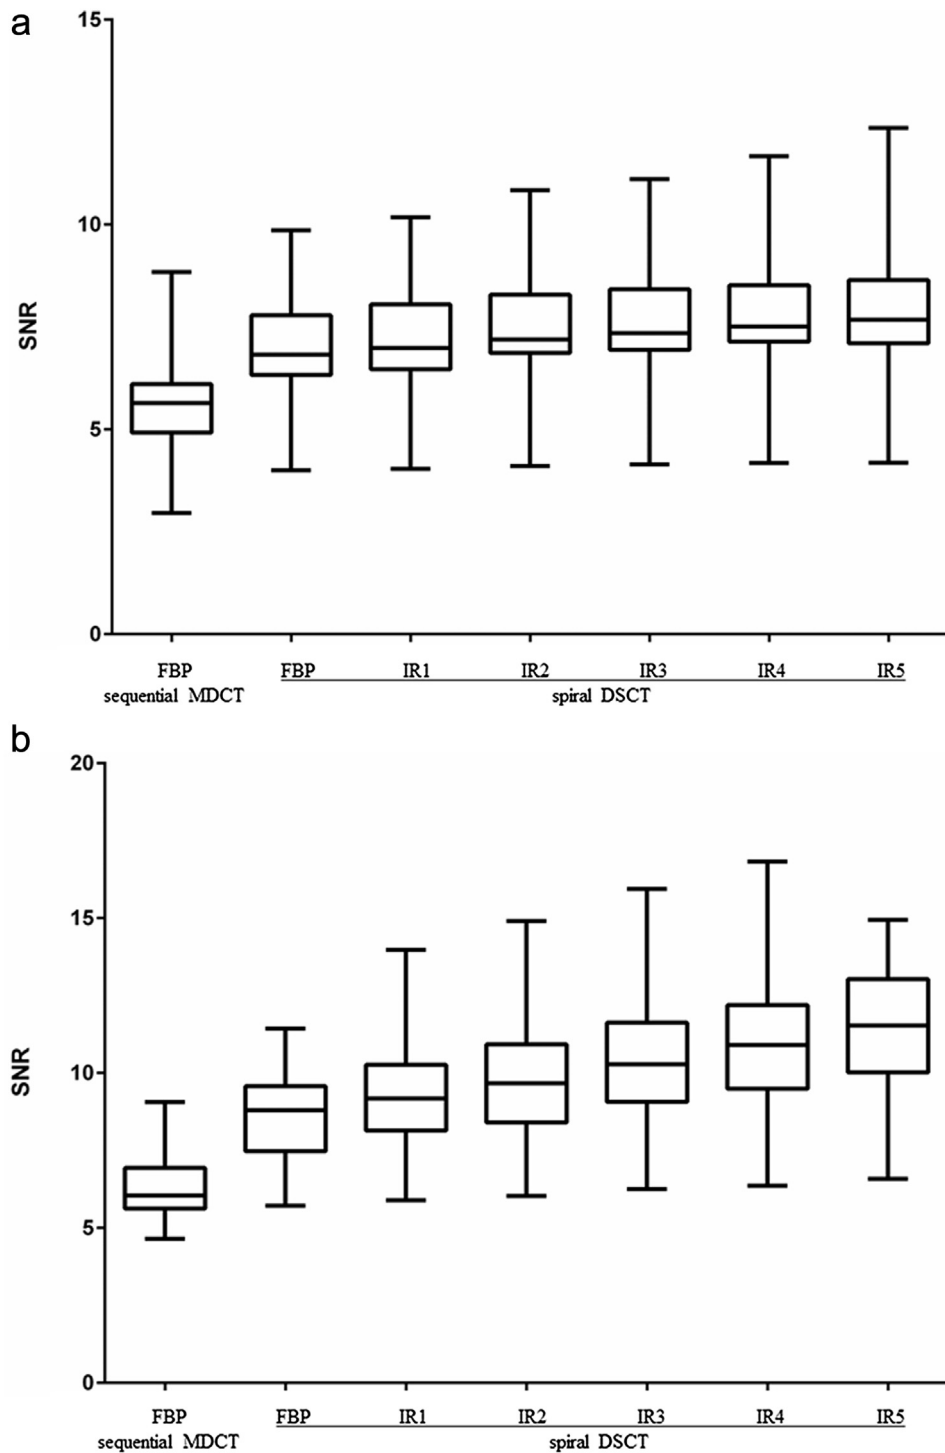 a
15
10
SNR
5
0
FBP FBP IR1 IR2 IR3 IR4 IR5
sequential MDCT spiral DSCT
b
20
15
10
SNR
5
0
FBP FBP IR1 IR2 IR3 IR4 IR5
sequential MDCT spiral DSCT